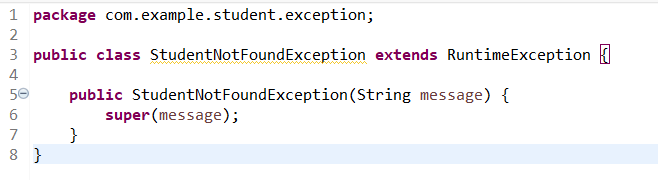 1 package com.example.student.exception;
2
3 public class StudentNotFoundException extends RuntimeException {
4
5     public StudentNotFoundException(String message) {
6         super(message);
7     }
8 }